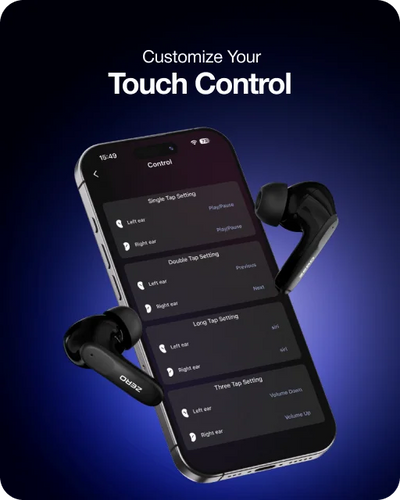 Customize Your
Touch Control
15:49
Control
Single Tap Setting
Left ear Play/Pause
Right ear Play/Pause
Double Tap Setting
Left ear Previous
Right ear Next
Long Tap Setting
Left ear siri
Right ear siri
Three Tap Setting
Left ear Volume Down
Right ear Volume Up
ZERO